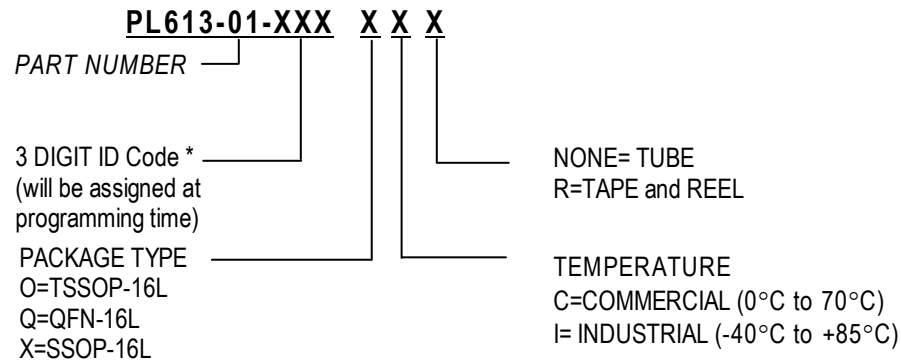 PL613-01-XXX X X X
PART NUMBER
3 DIGIT ID Code *
(will be assigned at
programming time)
PACKAGE TYPE
O=TSSOP-16L
Q=QFN-16L
X=SSOP-16L
NONE= TUBE
R=TAPE and REEL
TEMPERATURE
C=COMMERCIAL (0°C to 70°C)
I= INDUSTRIAL (-40°C to +85°C)